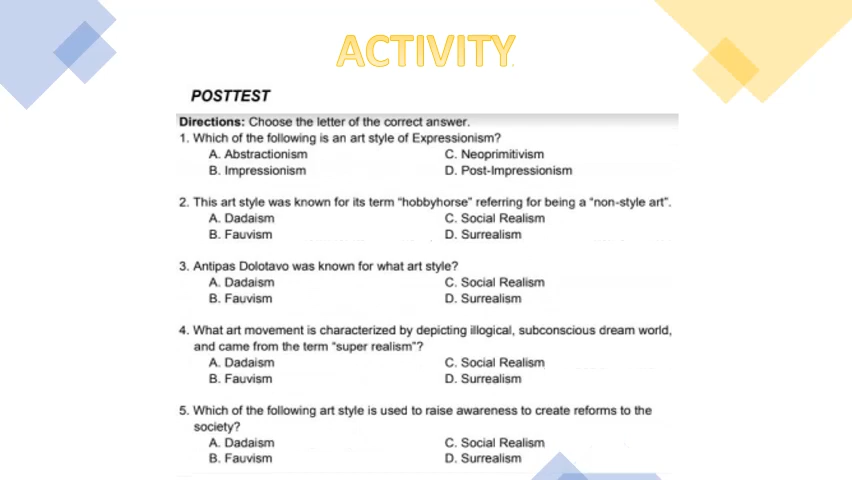 ACTIVITY
POSTTEST
Directions: Choose the letter of the correct answer.
1. Which of the following is an art style of Expressionism?
A. Abstractionism C. Neoprimitivism
B. Impressionism D. Post-Impressionism
2. This art style was known for its term “hobbyhorse” referring for being a “non-style art”.
A. Dadaism C. Social Realism
B. Fauvism D. Surrealism
3. Antipas Dolotavo was known for what art style?
A. Dadaism C. Social Realism
B. Fauvism D. Surrealism
4. What art movement is characterized by depicting illogical, subconscious dream world,
and came from the term “super realism”?
A. Dadaism C. Social Realism
B. Fauvism D. Surrealism
5. Which of the following art style is used to raise awareness to create reforms to the
society?
A. Dadaism C. Social Realism
B. Fauvism D. Surrealism